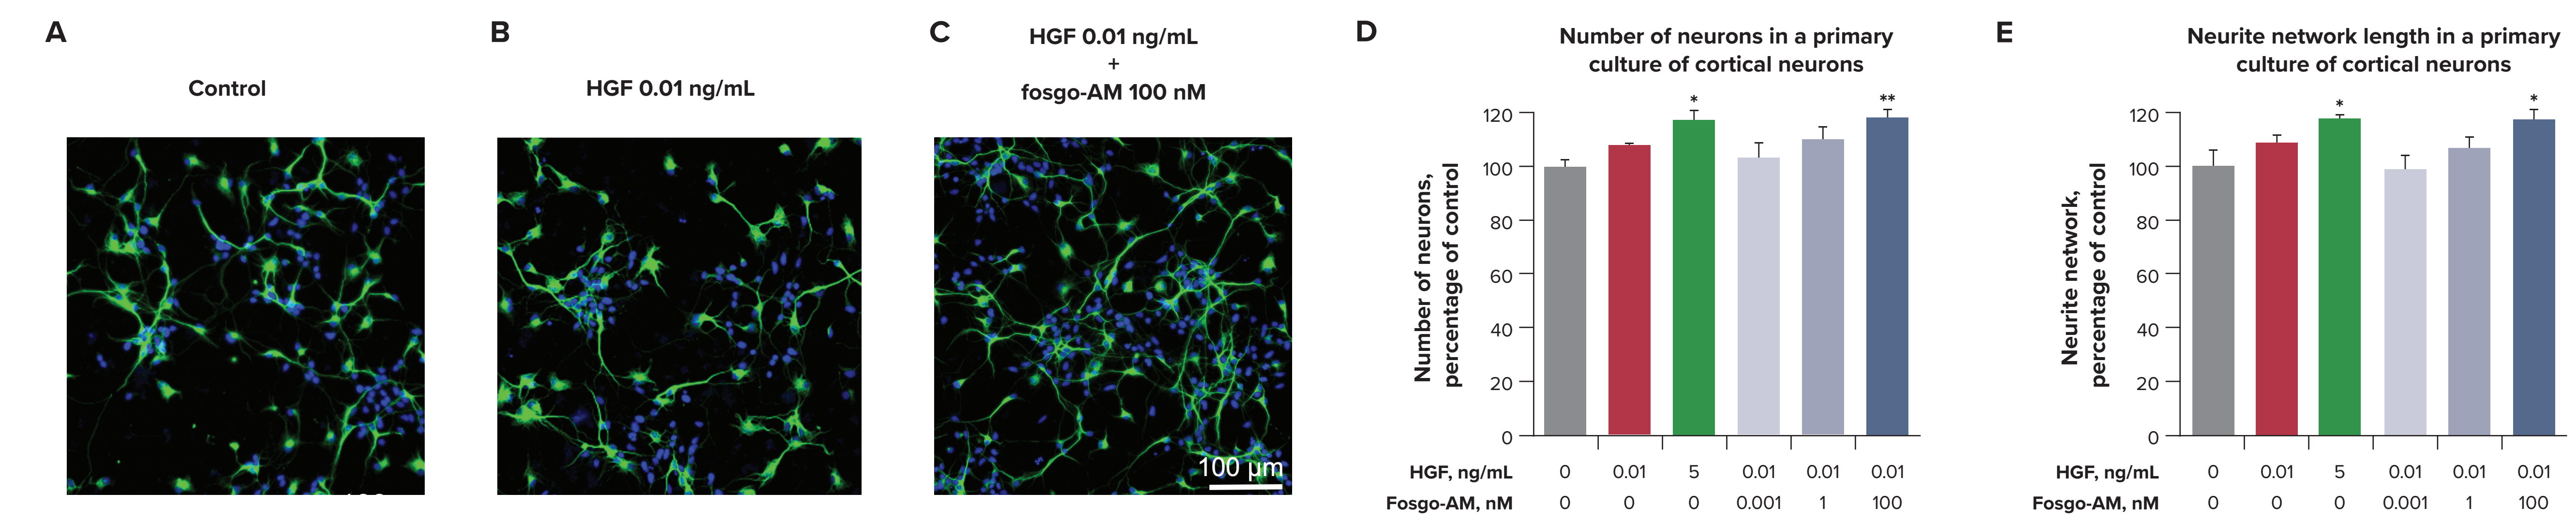 A
Control
B
HGF 0.01 ng/mL
C
HGF 0.01 ng/mL
+
fosgo-AM 100 nM
100 µm
D
Number of neurons in a primary
culture of cortical neurons
Number of neurons,
percentage of control
120
100
80
60
40
20
0
*
**
HGF, ng/mL 0 0.01 5 0.01 0.01 0.01
Fosgo-AM, nM 0 0 0 0.001 1 100
E
Neurite network length in a primary
culture of cortical neurons
Neurite network,
percentage of control
120
100
80
60
40
20
0
*
*
HGF, ng/mL 0 0.01 5 0.01 0.01 0.01
Fosgo-AM, nM 0 0 0 0.001 1 100